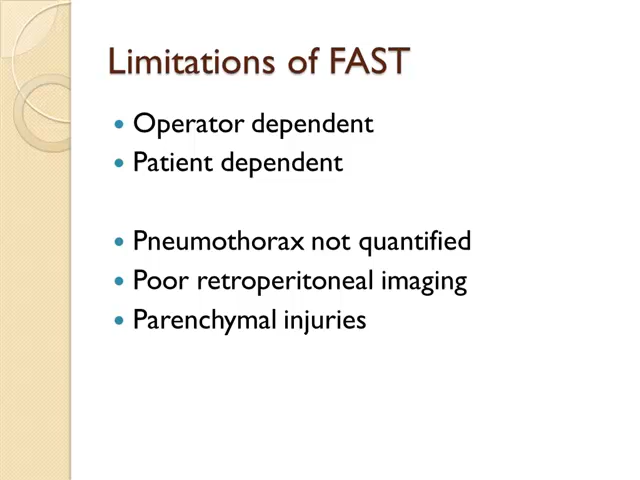 Limitations of FAST
• Operator dependent
• Patient dependent
• Pneumothorax not quantified
• Poor retroperitoneal imaging
• Parenchymal injuries